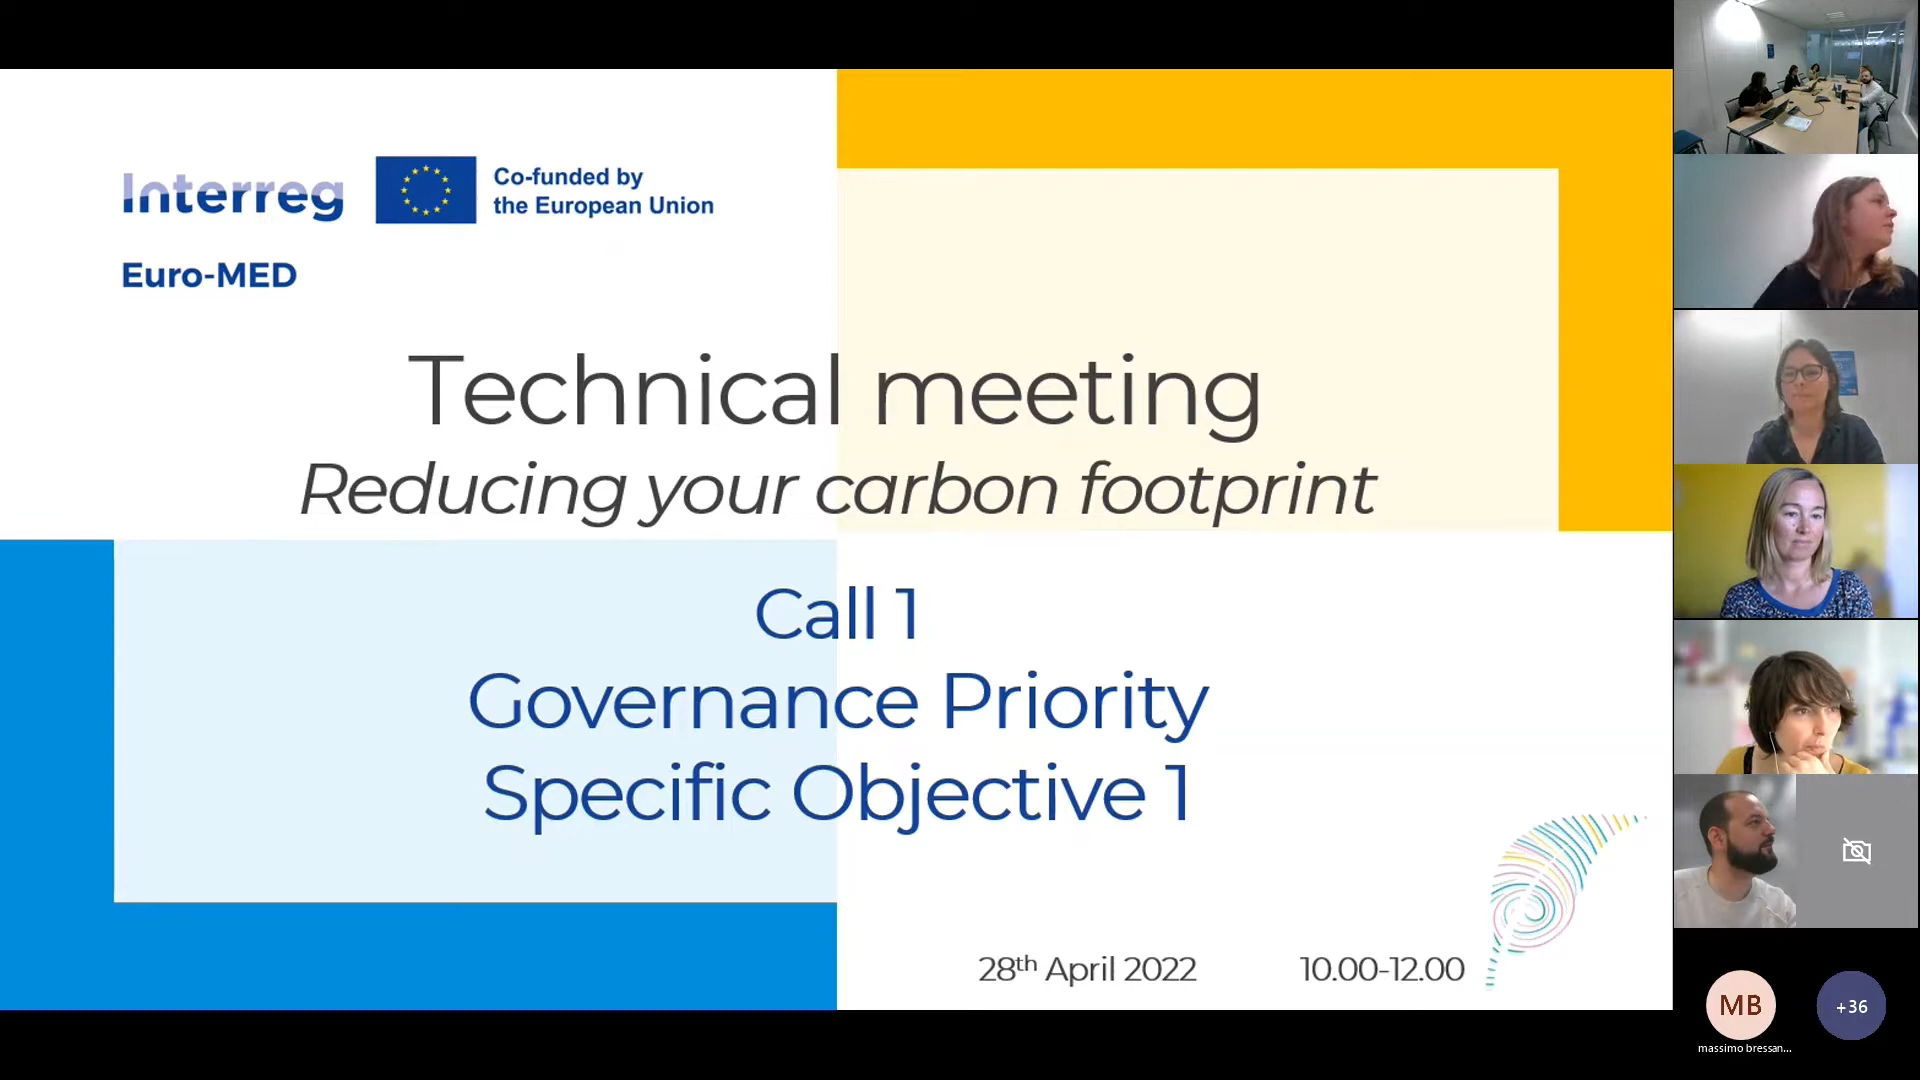 Interreg
Co-funded by
the European Union
Euro-MED
Technical meeting
Reducing your carbon footprint
Call 1
Governance Priority
Specific Objective 1
28th April 2022
10.00-12.00
MB
+36
massimo bressan...